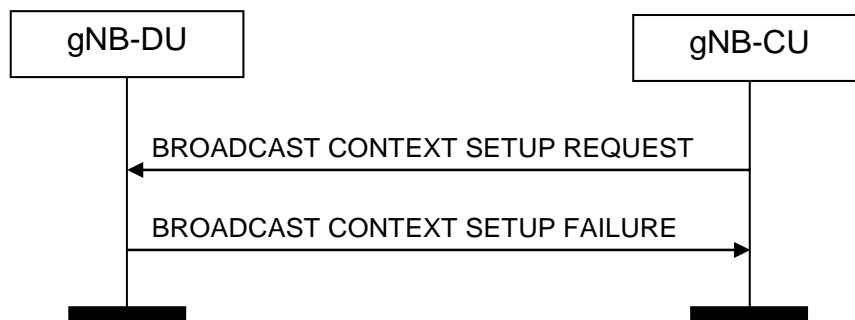 gNB-DU
gNB-CU
BROADCAST CONTEXT SETUP REQUEST
BROADCAST CONTEXT SETUP FAILURE